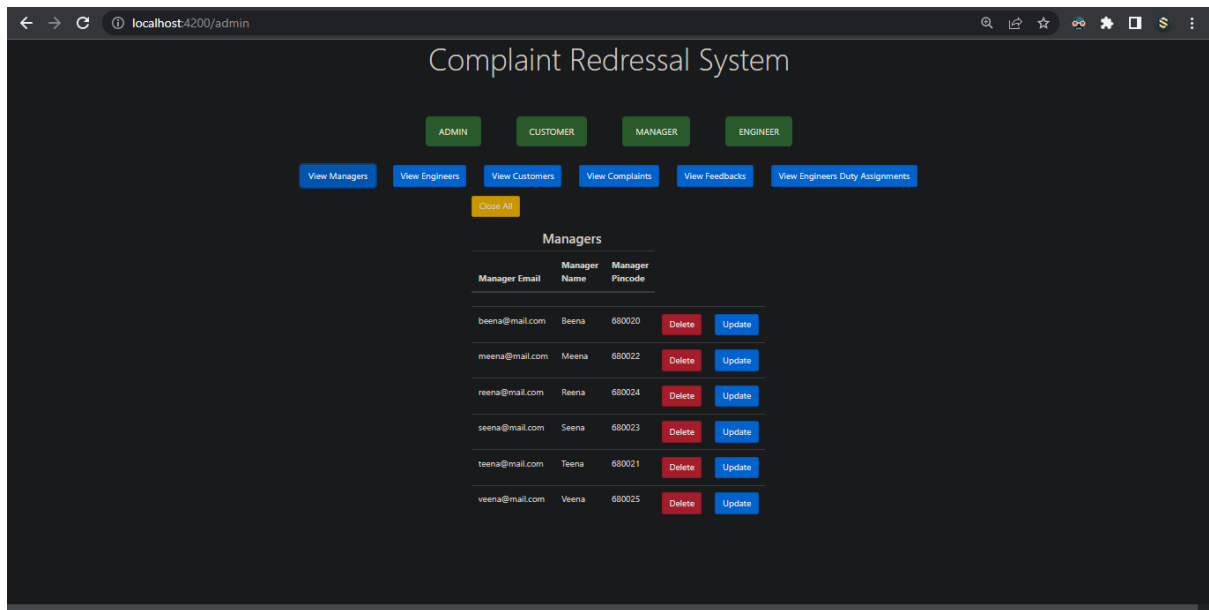 localhost:4200/admin
Complaint Redressal System
ADMIN CUSTOMER MANAGER ENGINEER
View Managers View Engineers View Customers View Complaints View Feedbacks View Engineers Duty Assignments
Close All
Managers
Manager Email Manager Name Manager Pincode
beena@mail.com Beena 680020 Delete Update
meena@mail.com Meena 680022 Delete Update
reena@mail.com Reena 680024 Delete Update
seena@mail.com Seena 680023 Delete Update
teena@mail.com Teena 680021 Delete Update
veena@mail.com Veena 680025 Delete Update